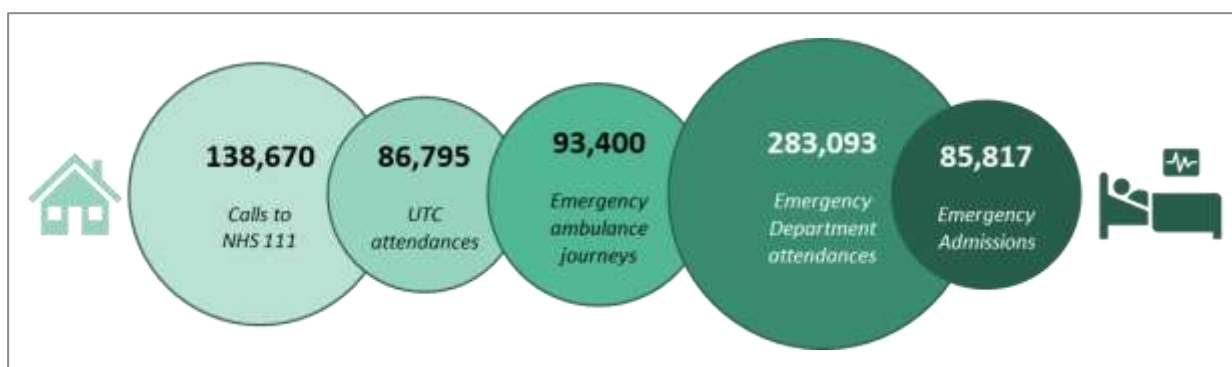 138,670
Calls to
NHS 111
86,795
UTC
attendances
93,400
Emergency
ambulance
journeys
283,093
Emergency
Department
attendances
85,817
Emergency
Admissions